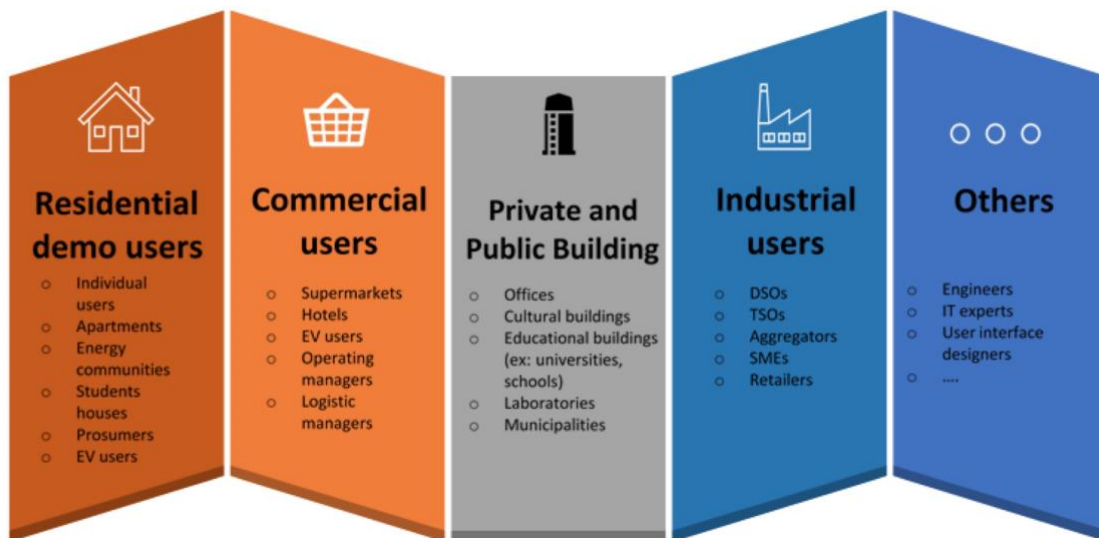 Residential
demo users
o Individual
users
o Apartments
o Energy
communities
o Students
houses
o Prosumers
o EV users
Commercial
users
o Supermarkets
o Hotels
o EV users
o Operating
managers
o Logistic
managers
Private and
Public Building
o Offices
o Cultural buildings
o Educational buildings
(ex: universities,
schools)
o Laboratories
o Municipalities
Industrial
users
o DSOs
o TSOs
o Aggregators
o SMEs
o Retailers
Others
o Engineers
o IT experts
o User interface
designers
o ....